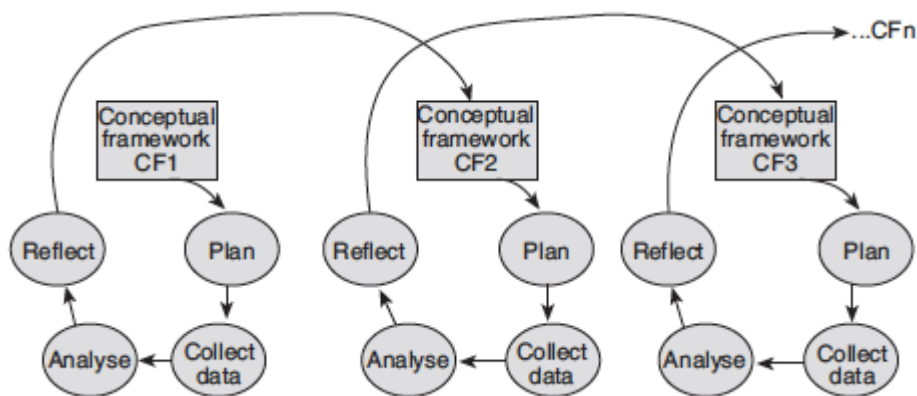 ...CFn
Conceptual
framework
CF1
Conceptual
framework
CF2
Conceptual
framework
CF3
Reflect
Plan
Reflect
Plan
Reflect
Plan
Analyse
Collect
data
Analyse
Collect
data
Analyse
Collect
data